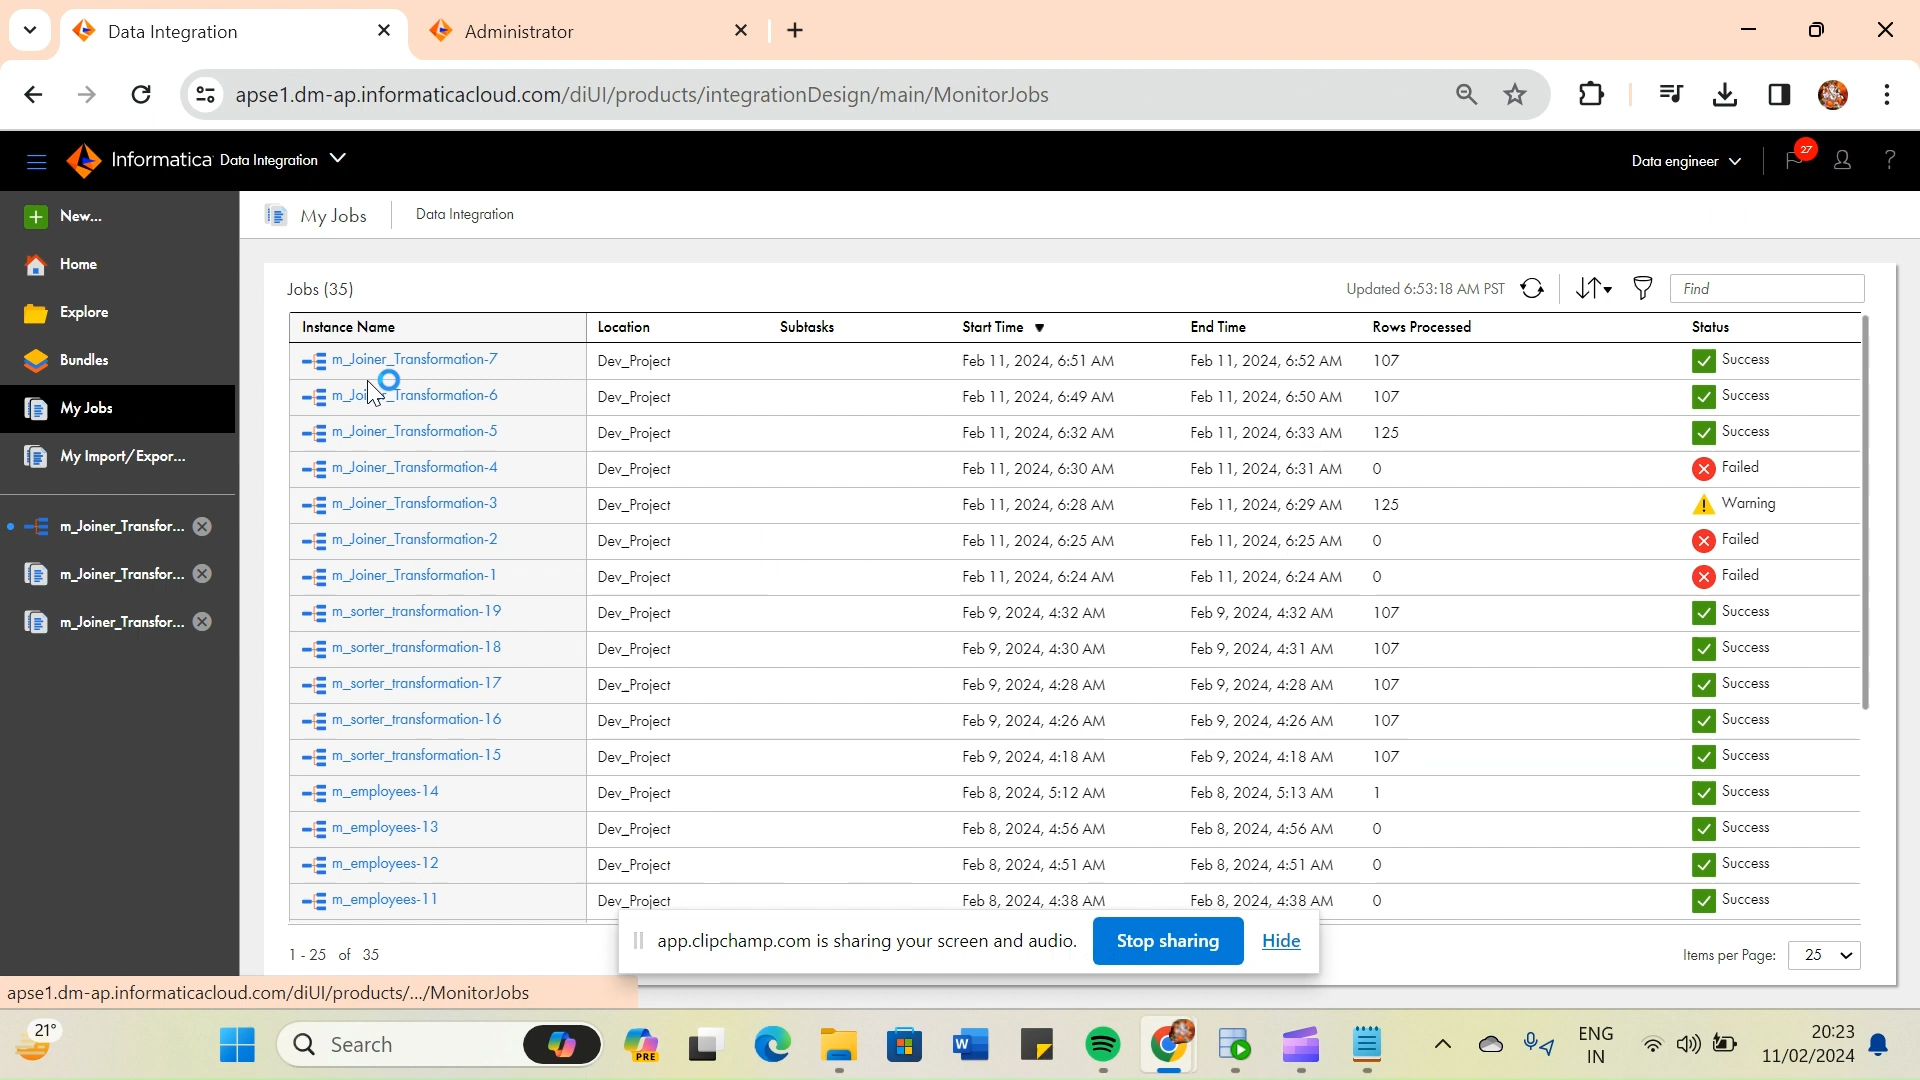 Data Integration
Administrator
apse1.dm-ap.informaticacloud.com/diUI/products/integrationDesign/main/MonitorJobs
Informatica Data Integration
Data engineer
27
?
New...
Home
Explore
Bundles
My Jobs
My Import/Expor...
m_Joiner_Transfor...
m_Joiner_Transfor...
m_Joiner_Transfor...
My Jobs
Data Integration
Jobs (35)
Updated 6:53:18 AM PST
Find
Instance Name Location Subtasks Start Time End Time Rows Processed Status
m_Joiner_Transformation-7 Dev_Project Feb 11, 2024, 6:51 AM Feb 11, 2024, 6:52 AM 107 Success
m_Joiner_Transformation-6 Dev_Project Feb 11, 2024, 6:49 AM Feb 11, 2024, 6:50 AM 107 Success
m_Joiner_Transformation-5 Dev_Project Feb 11, 2024, 6:32 AM Feb 11, 2024, 6:33 AM 125 Success
m_Joiner_Transformation-4 Dev_Project Feb 11, 2024, 6:30 AM Feb 11, 2024, 6:31 AM 0 Failed
m_Joiner_Transformation-3 Dev_Project Feb 11, 2024, 6:28 AM Feb 11, 2024, 6:29 AM 125 Warning
m_Joiner_Transformation-2 Dev_Project Feb 11, 2024, 6:25 AM Feb 11, 2024, 6:25 AM 0 Failed
m_Joiner_Transformation-1 Dev_Project Feb 11, 2024, 6:24 AM Feb 11, 2024, 6:24 AM 0 Failed
m_sorter_transformation-19 Dev_Project Feb 9, 2024, 4:32 AM Feb 9, 2024, 4:32 AM 107 Success
m_sorter_transformation-18 Dev_Project Feb 9, 2024, 4:30 AM Feb 9, 2024, 4:31 AM 107 Success
m_sorter_transformation-17 Dev_Project Feb 9, 2024, 4:28 AM Feb 9, 2024, 4:28 AM 107 Success
m_sorter_transformation-16 Dev_Project Feb 9, 2024, 4:26 AM Feb 9, 2024, 4:26 AM 107 Success
m_sorter_transformation-15 Dev_Project Feb 9, 2024, 4:18 AM Feb 9, 2024, 4:18 AM 107 Success
m_employees-14 Dev_Project Feb 8, 2024, 5:12 AM Feb 8, 2024, 5:13 AM 1 Success
m_employees-13 Dev_Project Feb 8, 2024, 4:56 AM Feb 8, 2024, 4:56 AM 0 Success
m_employees-12 Dev_Project Feb 8, 2024, 4:51 AM Feb 8, 2024, 4:51 AM 0 Success
m_employees-11 Dev_Project Feb 8, 2024, 4:38 AM Feb 8, 2024, 4:38 AM 0 Success
app.clipchamp.com is sharing your screen and audio. Stop sharing Hide
1 - 25 of 35
Items per Page: 25
apse1.dm-ap.informaticacloud.com/diUI/products/.../MonitorJobs
21°
Search
PRE
W
ENG
IN
20:23
11/02/2024